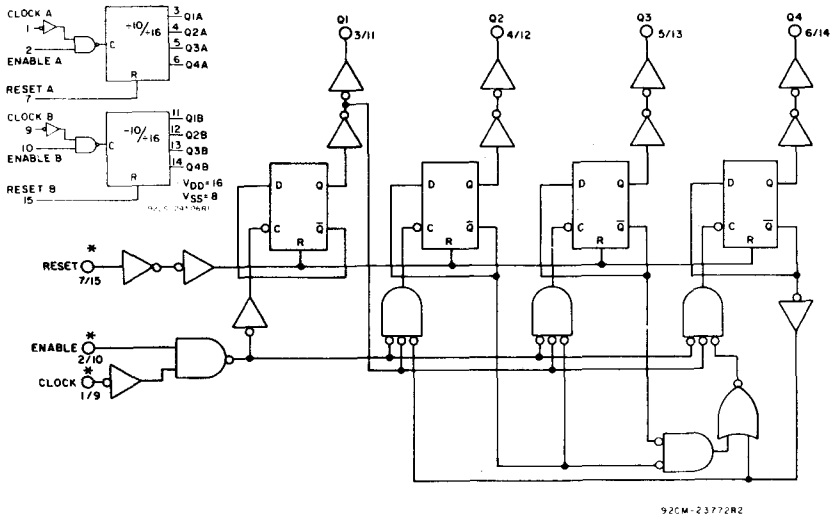 CLOCK A
1
2
ENABLE A
C
÷10/÷16
R
3 Q1A
4 Q2A
5 Q3A
6 Q4A
RESET A
7
CLOCK B
9
10
ENABLE B
C
-10/÷16
R
11 Q1B
12 Q2B
13 Q3B
14 Q4B
RESET B
15
VDD=16
VSS=8
Q1
3/11
Q2
4/12
Q3
5/13
Q4
6/14
D Q
C Q
R
D Q
C Q
R
D Q
C Q
R
D Q
C Q
R
*
RESET
7/15
*
ENABLE
2/10
CLOCK *
1/9
92CM-23772R2